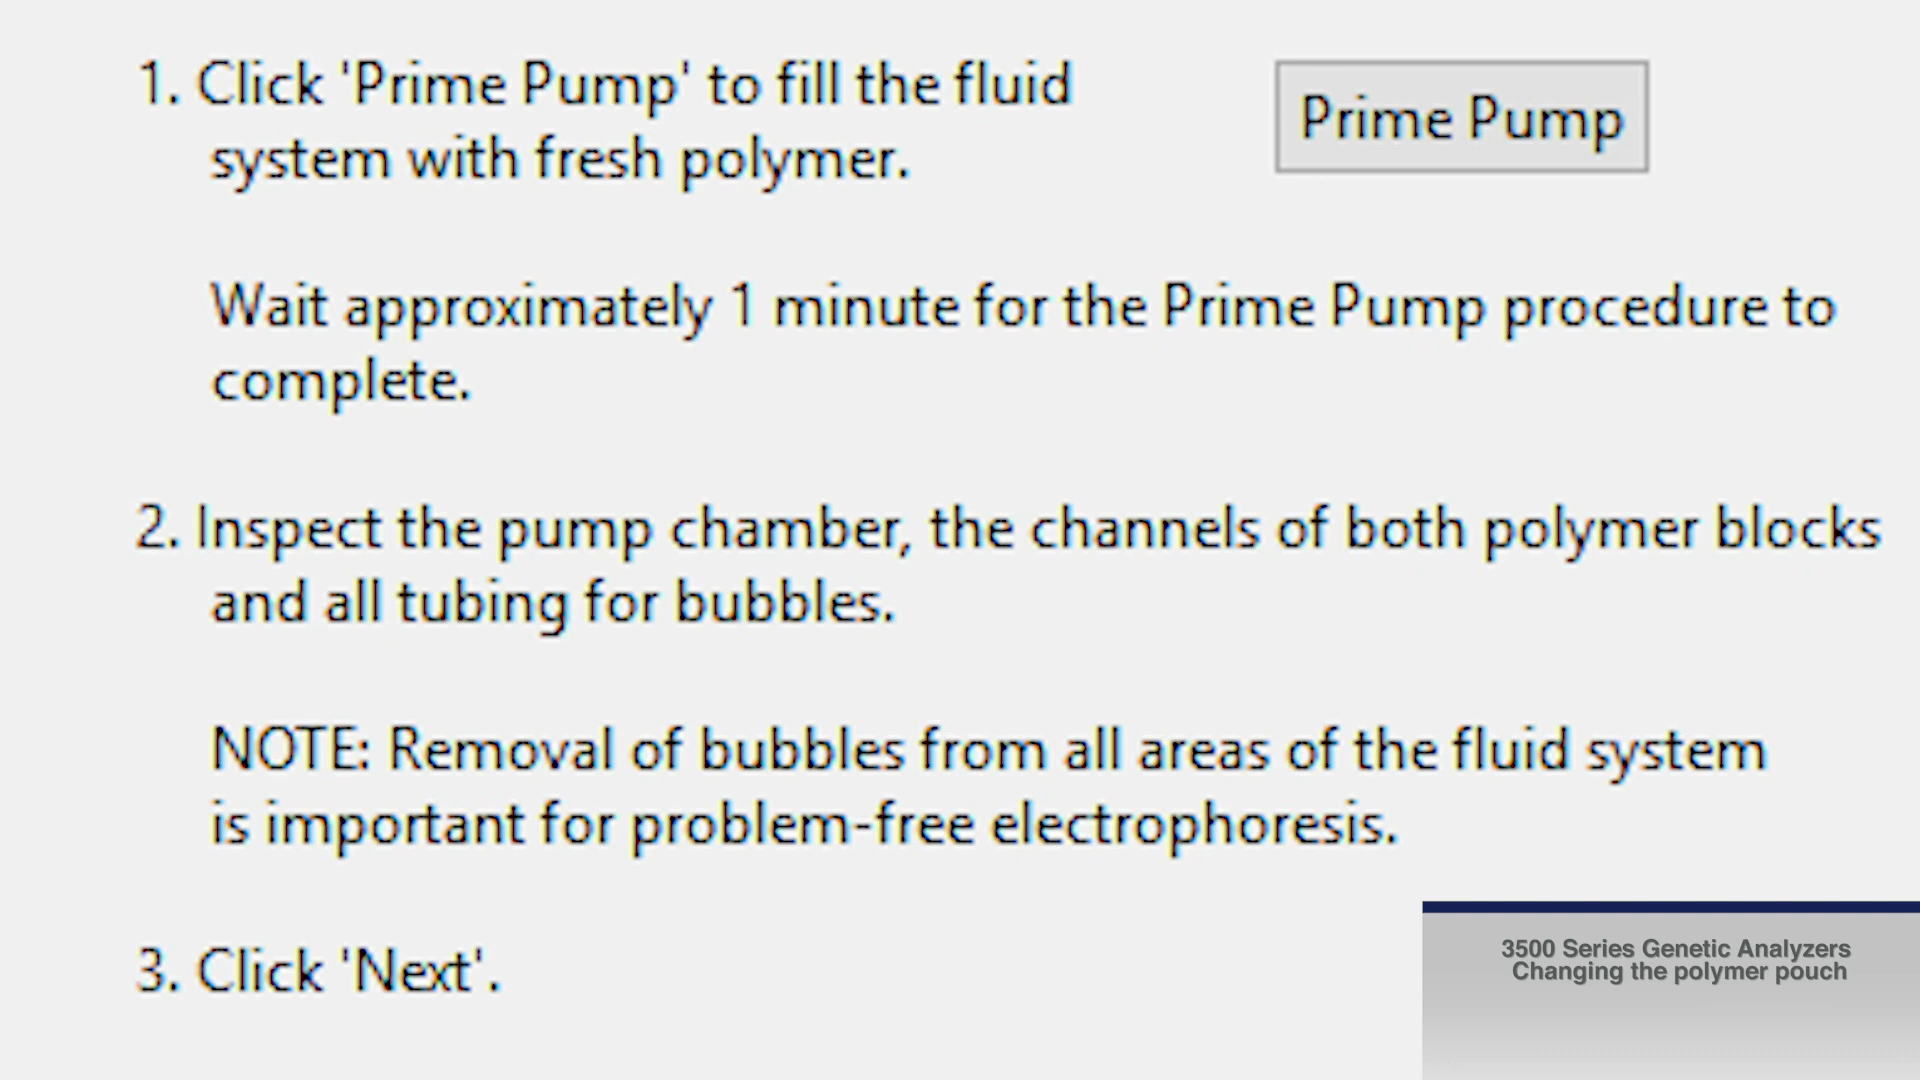 1. Click 'Prime Pump' to fill the fluid
system with fresh polymer.
Prime Pump
Wait approximately 1 minute for the Prime Pump procedure to
complete.
2. Inspect the pump chamber, the channels of both polymer blocks
and all tubing for bubbles.
NOTE: Removal of bubbles from all areas of the fluid system
is important for problem-free electrophoresis.
3. Click 'Next'.
3500 Series Genetic Analyzers
Changing the polymer pouch